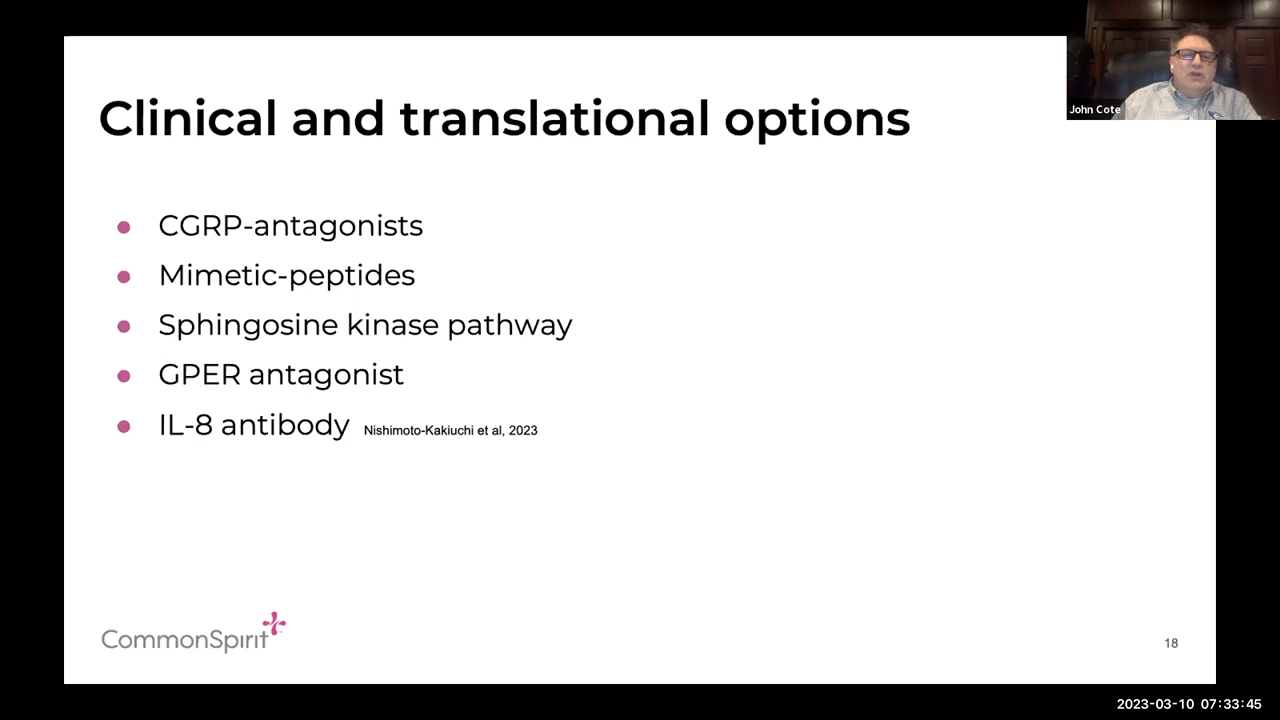 John Cote
Clinical and translational options
CGRP-antagonists
Mimetic-peptides
Sphingosine kinase pathway
GPER antagonist
IL-8 antibody Nishimoto-Kakiuchi et al, 2023
CommonSpirit
18
2023-03-10 07:33:45